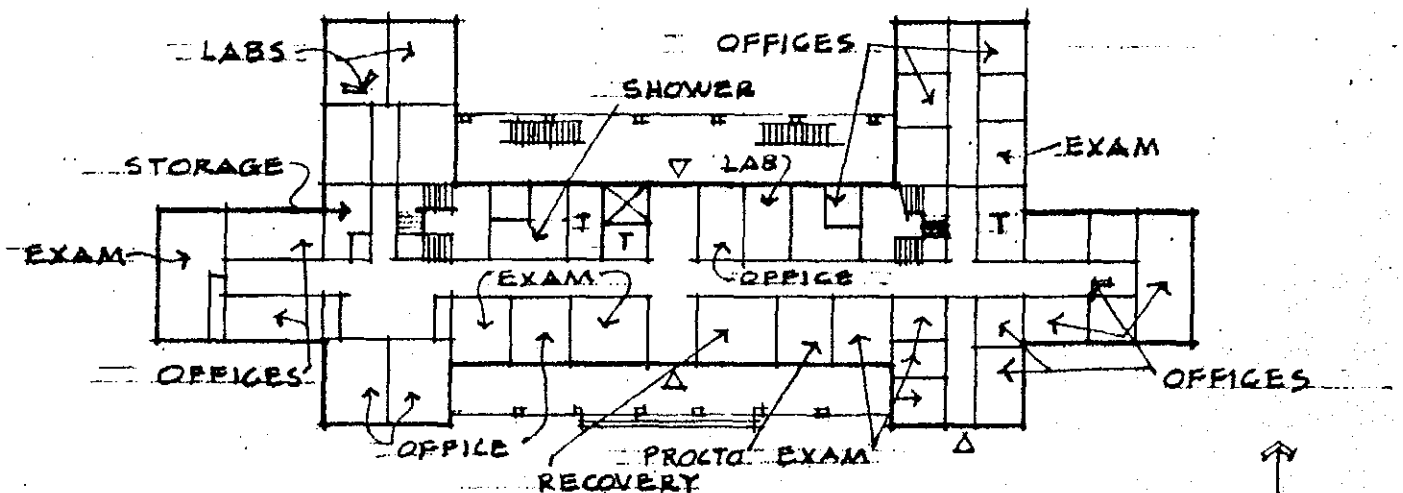 LABS
OFFICES
SHOWER
LAB
EXAM
STORAGE
T
T
EXAM
EXAM
OFFICE
OFFICES
OFFICES
OFFICE
PROCTO EXAM
RECOVERY